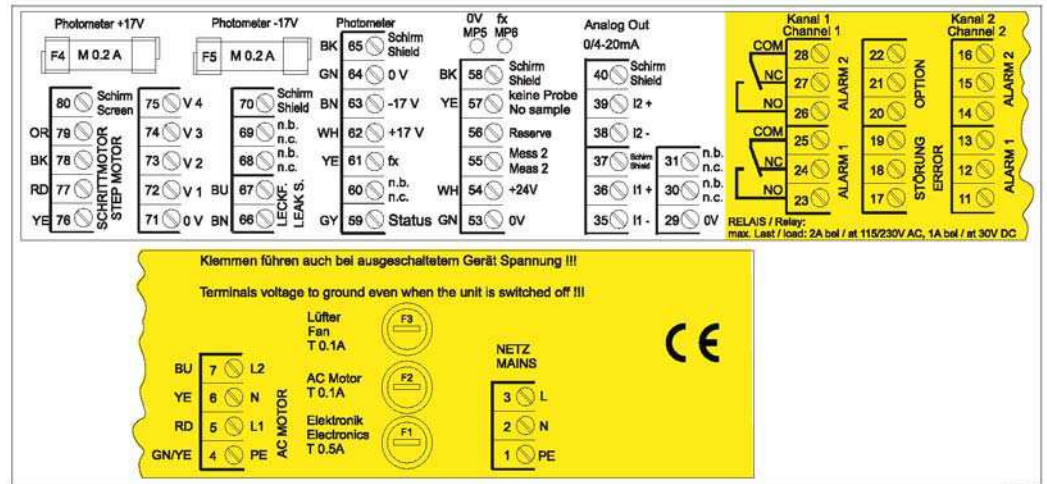 Photometer +17V
F4 M 0.2 A
Photometer -17V
F5 M 0.2 A
80 Schirm
Screen
OR 79
BK 78
RD 77
YE 76
SCHRITTMOTOR
STEP MOTOR
75 V 4
74 V 3
73 V 2
72 V 1
71 0 V
70 Schirm
Shield
69 n.b.
n.c.
68 n.b.
n.c.
BU 67
BN 66
LECKF.
LEAK S.
Photometer
BK 65 Schirm
Shield
GN 64 0 V
BN 63 -17 V
WH 62 +17 V
YE 61 fx
60 n.b.
n.c.
GY 59 Status
0V fx
MP5 MP6
BK 58 Schirm
Shield
YE 57 keine Probe
No sample
56 Reserve
55 Mess 2
Meas 2
WH 54 +24V
GN 53 0V
Analog Out
0/4-20mA
40 Schirm
Shield
39 I2 +
38 I2 -
37 Schirm
Shield
36 I1 +
35 I1 -
31 n.b.
n.c.
30 n.b.
n.c.
29 0V
Kanal 1
Channel 1
COM 28
NC 27
NO 26
ALARM 2
COM 25
NC 24
NO 23
ALARM 1
22
21
20
OPTION
19
18
17
STÖRUNG
ERROR
Kanal 2
Channel 2
16
15
14
ALARM 2
13
12
11
ALARM 1
RELAIS / Relay:
max. Last / load: 2A bei / at 115/230V AC, 1A bei / at 30V DC
Klemmen führen auch bei ausgeschaltetem Gerät Spannung !!!
Terminals voltage to ground even when the unit is switched off !!!
Lüfter
Fan
T 0.1A
F3
AC Motor
T 0.1A
F2
Elektronik
Electronics
T 0.5A
F1
BU 7 L2
YE 6 N
RD 5 L1
GN/YE 4 PE
AC MOTOR
NETZ
MAINS
3 L
2 N
1 PE
CE